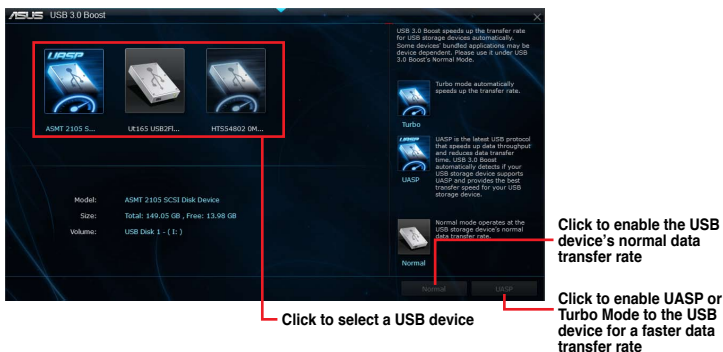 ASUS USB 3.0 Boost
UASP
ASMT 2105 S...
Ut165 USB2Fl...
HTS54802 0M...
Model: ASMT 2105 SCSI Disk Device
Size: Total: 149.05 GB , Free: 13.98 GB
Volume: USB Disk 1 - ( I: )
USB 3.0 Boost speeds up the transfer rate
for USB storage devices automatically.
Some devices' bundled applications may be
device dependent. Please use it under USB
3.0 Boost's Normal Mode.
Turbo mode automatically
speeds up the transfer rate.
Turbo
UASP
UASP is the latest USB protocol
that speeds up data throughput
and reduces data transfer
time. USB 3.0 Boost
automatically detects if your
USB storage device supports
UASP and provides the best
transfer speed for your USB
storage device.
UASP
Normal mode operates at the
USB storage device's normal
data transfer rate.
Normal
Normal
UASP
Click to enable the USB
device's normal data
transfer rate
Click to select a USB device
Click to enable UASP or
Turbo Mode to the USB
device for a faster data
transfer rate